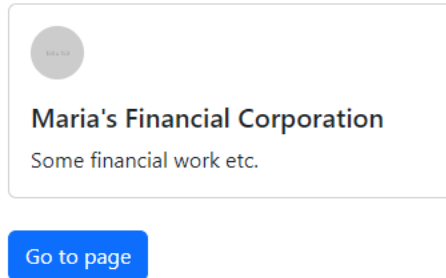 Maria's Financial Corporation
Some financial work etc.
Go to page